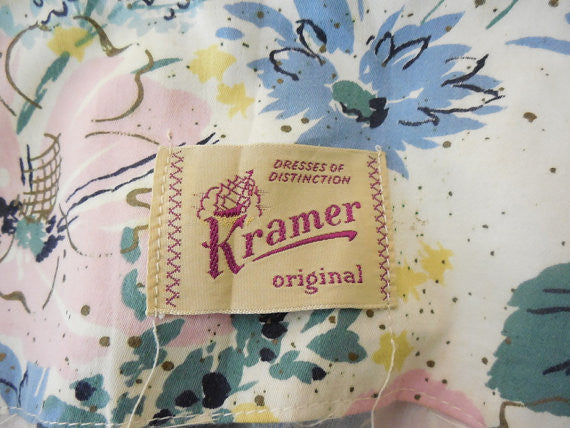 DRESSES OF
DISTINCTION
Kramer
original